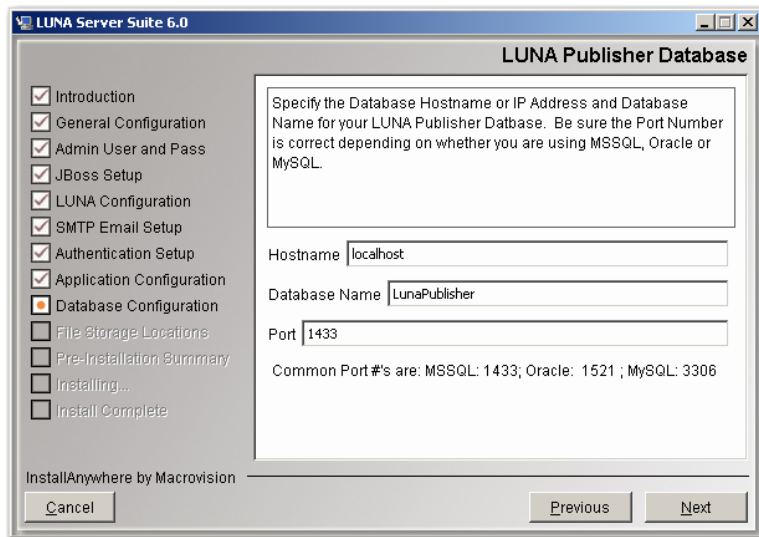 LUNA Server Suite 6.0
LUNA Publisher Database
Introduction
General Configuration
Admin User and Pass
JBoss Setup
LUNA Configuration
SMTP Email Setup
Authentication Setup
Application Configuration
Database Configuration
File Storage Locations
Pre-Installation Summary
Installing...
Install Complete
Specify the Database Hostname or IP Address and Database
Name for your LUNA Publisher Datbase.  Be sure the Port Number
is correct depending on whether you are using MSSQL, Oracle or
MySQL.
Hostname localhost
Database Name LunaPublisher
Port 1433
Common Port #'s are: MSSQL: 1433; Oracle:  1521 ; MySQL: 3306
InstallAnywhere by Macrovision
Cancel
Previous
Next